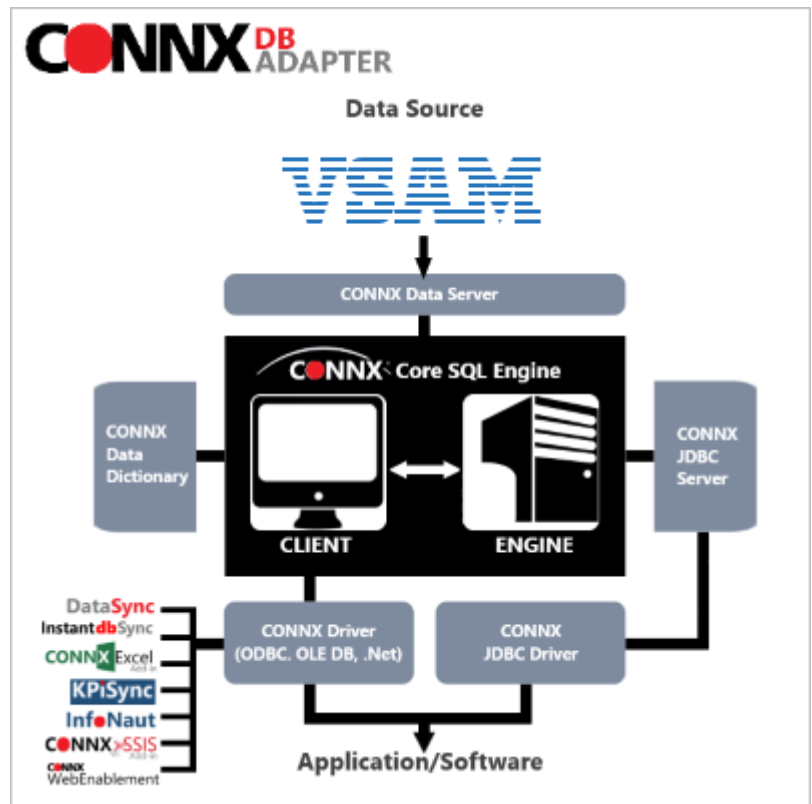 CONNX DB
ADAPTER
Data Source
VSAM
CONNX Data Server
CONNX Core SQL Engine
CONNX
Data
Dictionary
CONNX
JDBC
Server
CLIENT
ENGINE
DataSync
InstantdbSync
CONNX Excel
Add-in
KPiSync
InfoNaut
CONNX SSIS
Add-in
CONNX
WebEnablement
CONNX Driver
(ODBC. OLE DB, .Net)
CONNX
JDBC Driver
Application/Software